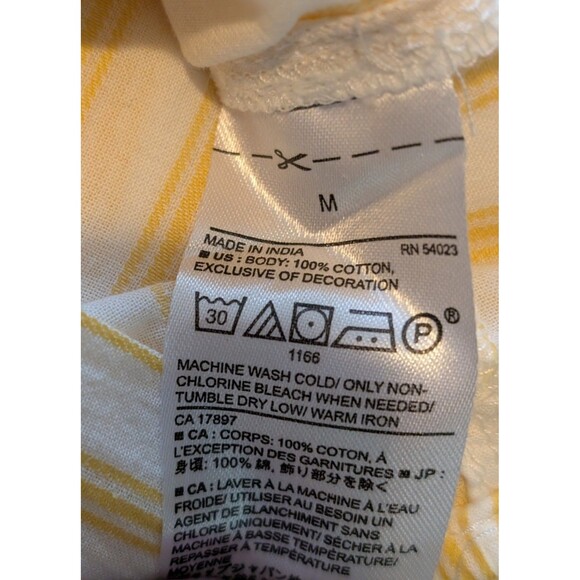 M
MADE IN INDIA RN 54023
US : BODY: 100% COTTON,
EXCLUSIVE OF DECORATION
30 P ®
1166
MACHINE WASH COLD/ ONLY NON-
CHLORINE BLEACH WHEN NEEDED/
TUMBLE DRY LOW/ WARM IRON
CA 17897
CA : CORPS: 100% COTON, À
L'EXCEPTION DES GARNITURES JP :
身頃: 100% 綿, 飾り部分を除く
CA : LAVER À LA MACHINE À L'EAU
FROIDE/ UTILISER AU BESOIN UN
AGENT DE BLANCHIMENT SANS
CHLORE UNIQUEMENT/ SÉCHER À LA
MACHINE À BASSE TEMPÉRATURE/
REPASSER À TEMPÉRATURE
MOYENNE